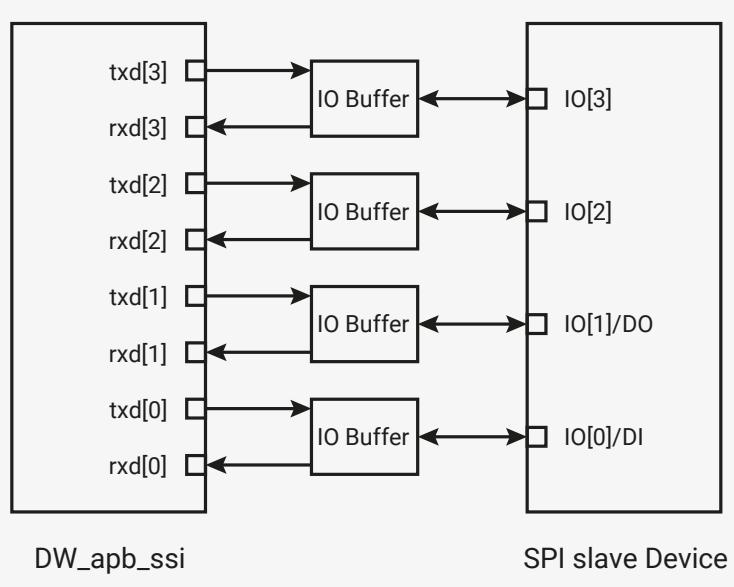 txd[3]
IO Buffer
IO[3]
rxd[3]
txd[2]
IO Buffer
IO[2]
rxd[2]
txd[1]
IO Buffer
IO[1]/DO
rxd[1]
txd[0]
IO Buffer
IO[0]/DI
rxd[0]
DW_apb_ssi
SPI slave Device